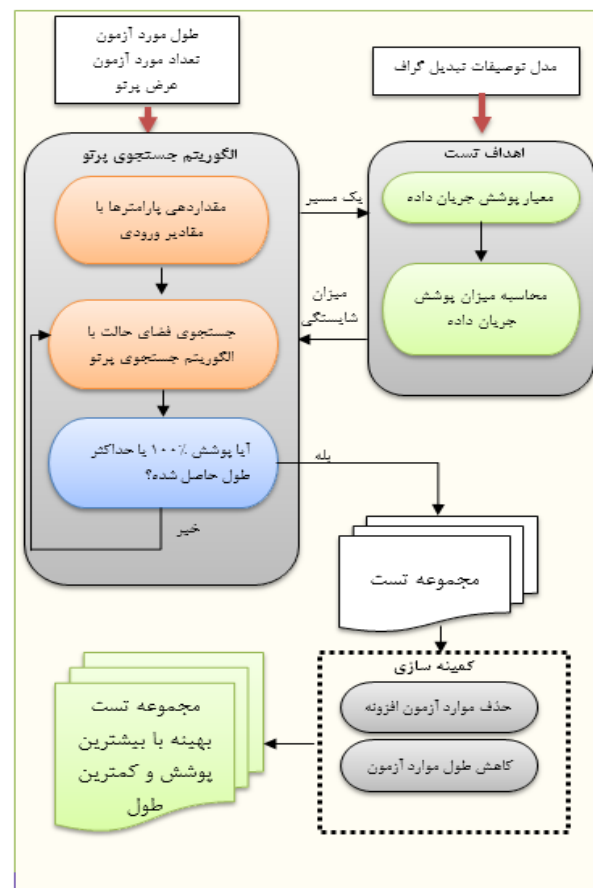 طول مورد آزمون
تعداد مورد آزمون
عرض پرتو
مدل توصیفات تبدیل گراف
الگوریتم جستجوی پرتو
مقداردهی پارامترها با
مقادیر ورودی
جستجوی فضای حالت با
الگوریتم جستجوی پرتو
آیا پوشش %۱۰۰ یا حداکثر
طول حاصل شده؟
خیر
بله
یک مسیر
میزان
شایستگی
اهداف تست
معیار پوشش جریان داده
محاسبه میزان پوشش
جریان داده
مجموعه تست
کمینه سازی
حذف موارد آزمون افزونه
کاهش طول موارد آزمون
مجموعه تست
بهینه با بیشترین
پوشش و کمترین
طول